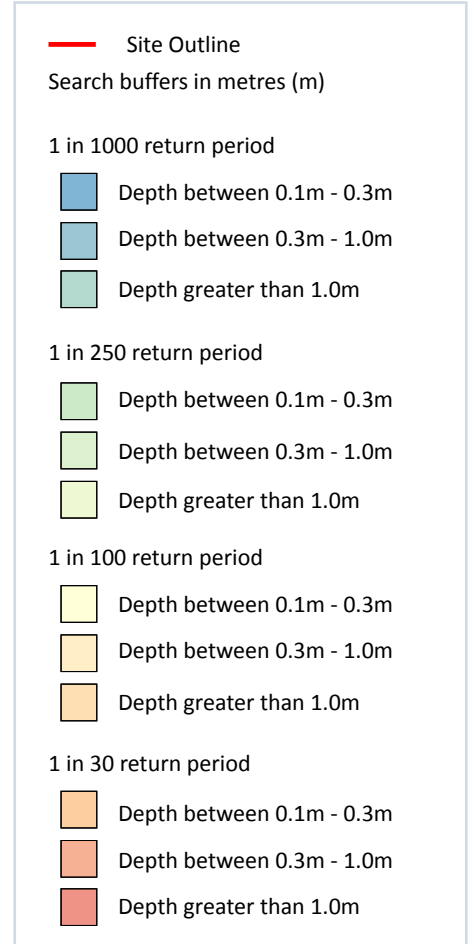 Site Outline
Search buffers in metres (m)
1 in 1000 return period
Depth between 0.1m - 0.3m
Depth between 0.3m - 1.0m
Depth greater than 1.0m
1 in 250 return period
Depth between 0.1m - 0.3m
Depth between 0.3m - 1.0m
Depth greater than 1.0m
1 in 100 return period
Depth between 0.1m - 0.3m
Depth between 0.3m - 1.0m
Depth greater than 1.0m
1 in 30 return period
Depth between 0.1m - 0.3m
Depth between 0.3m - 1.0m
Depth greater than 1.0m